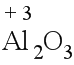 + 3
Al₂O₃